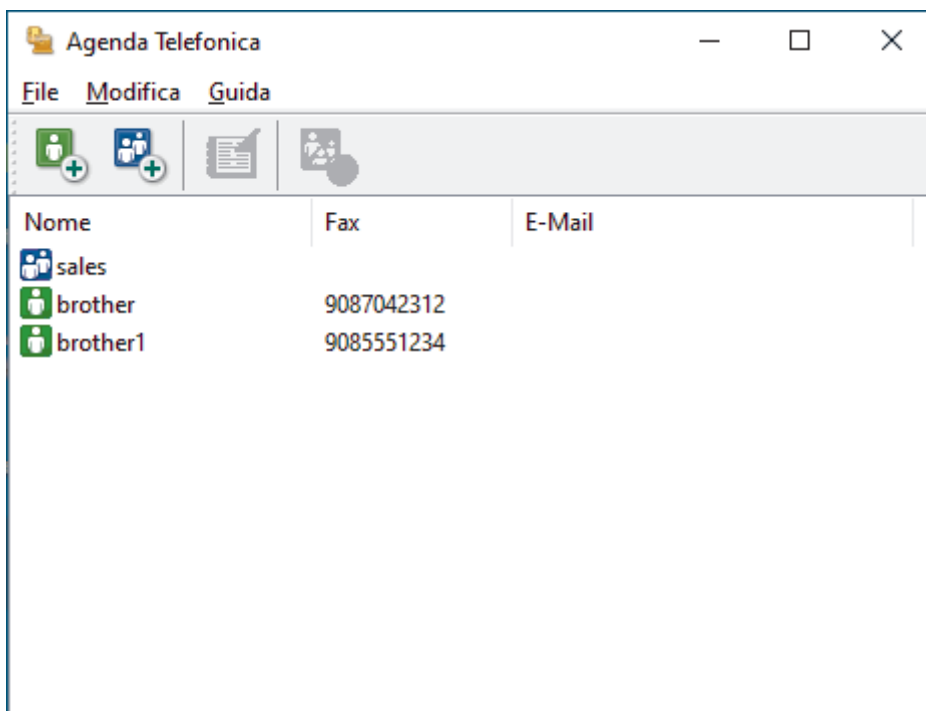 Agenda Telefonica
File Modifica Guida
Nome Fax E-Mail
sales
brother 9087042312
brother1 9085551234